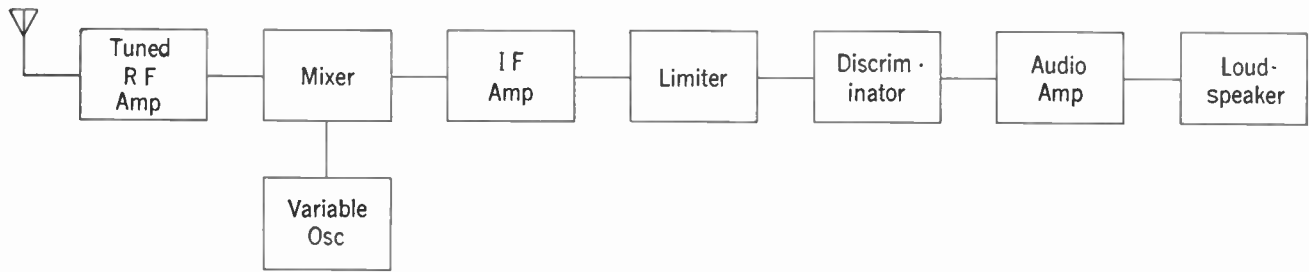 Tuned
R F
Amp
Mixer
I F
Amp
Limiter
Discrim·
inator
Audio
Amp
Loud-
speaker
Variable
Osc